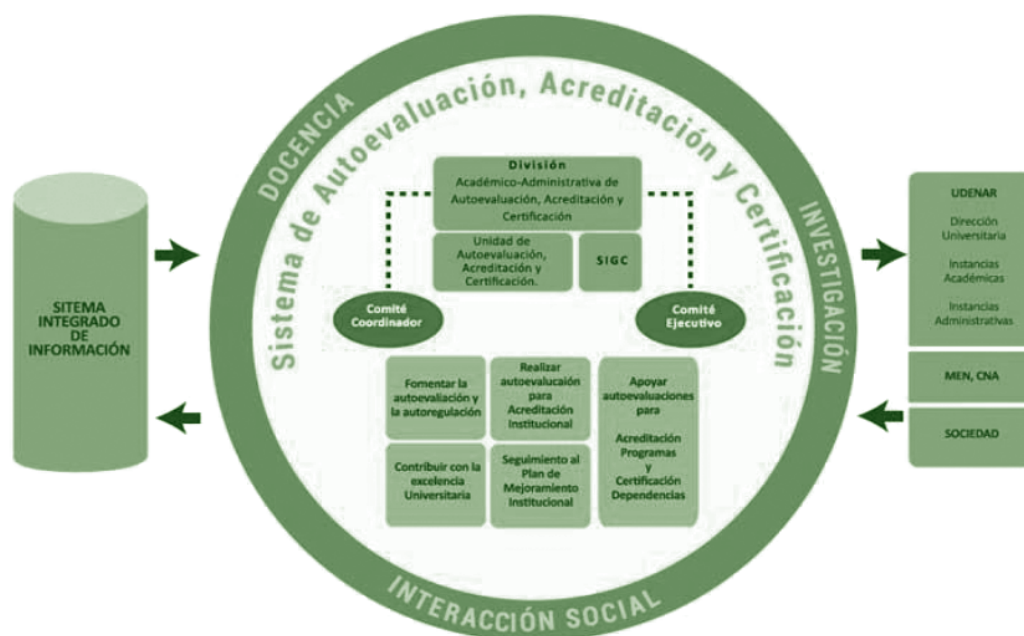 Sistema de Autoevaluación, Acreditación y Certificación
DOCENCIA
INVESTIGACIÓN
INTERACCIÓN SOCIAL
SITEMA
INTEGRADO
DE
INFORMACIÓN
División
Académico-Administrativa de
Autoevaluación, Acreditación y
Certificación
Unidad de
Autoevaluación,
Acreditación y
Certificación.
SIGC
Comité
Coordinador
Comité
Ejecutivo
Fomentar la
autoevaliación y
la autoregulación
Realizar
autoevalucaión
para
Acreditación
Institucional
Apoyar
autoevaluaciones
para
Acreditación
Programas
y
Certificación
Dependencias
Contribuir con la
excelencia
Universitaria
Seguimiento al
Plan de
Mejoramiento
Institucional
UDENAR
Dirección
Universitaria
Instancias
Académicas
Instancias
Administrativas
MEN, CNA
SOCIEDAD